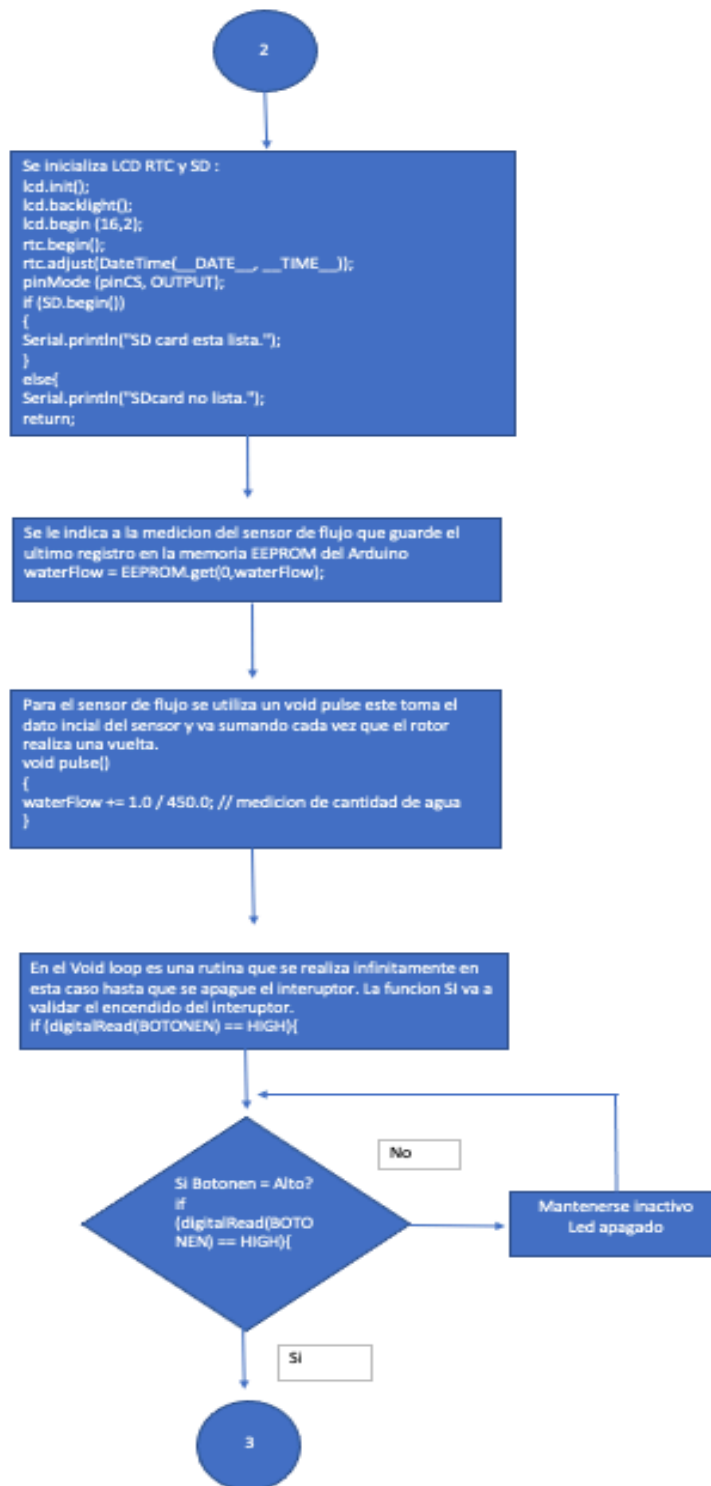 2
Se inicializa LCD RTC y SD :
lcd.init();
lcd.backlight();
lcd.begin (16,2);
rtc.begin();
rtc.adjust(DateTime(__DATE__, __TIME__));
pinMode (pinCS, OUTPUT);
if (SD.begin())
{
Serial.println("SD card esta lista.");
}
else{
Serial.println("SDcard no lista.");
return;
Se le indica a la medicion del sensor de flujo que guarde el
ultimo registro en la memoria EEPROM del Arduino
waterFlow = EEPROM.get(0,waterFlow);
Para el sensor de flujo se utiliza un void pulse este toma el
dato incial del sensor y va sumando cada vez que el rotor
realiza una vuelta.
void pulse()
{
waterFlow += 1.0 / 450.0; // medicion de cantidad de agua
}
En el Void loop es una rutina que se realiza infinitamente en
esta caso hasta que se apague el interuptor. La funcion SI va a
validar el encendido del interuptor.
if (digitalRead(BOTONEN) == HIGH){
No
Si Botonen = Alto?
if
(digitalRead(BOTO
NEN) == HIGH){
Mantenerse inactivo
Led apagado
Si
3